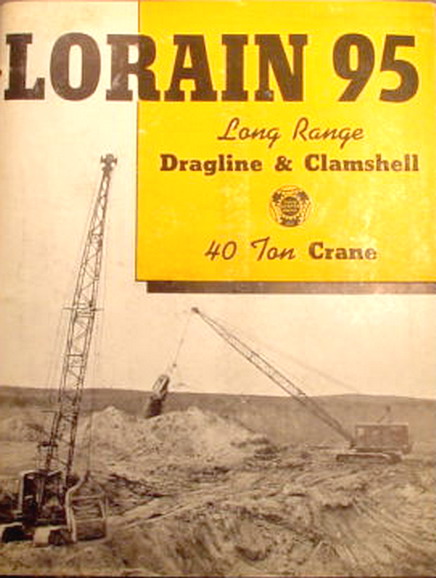 LORAIN 95
Long Range
Dragline & Clamshell
40 Ton Crane